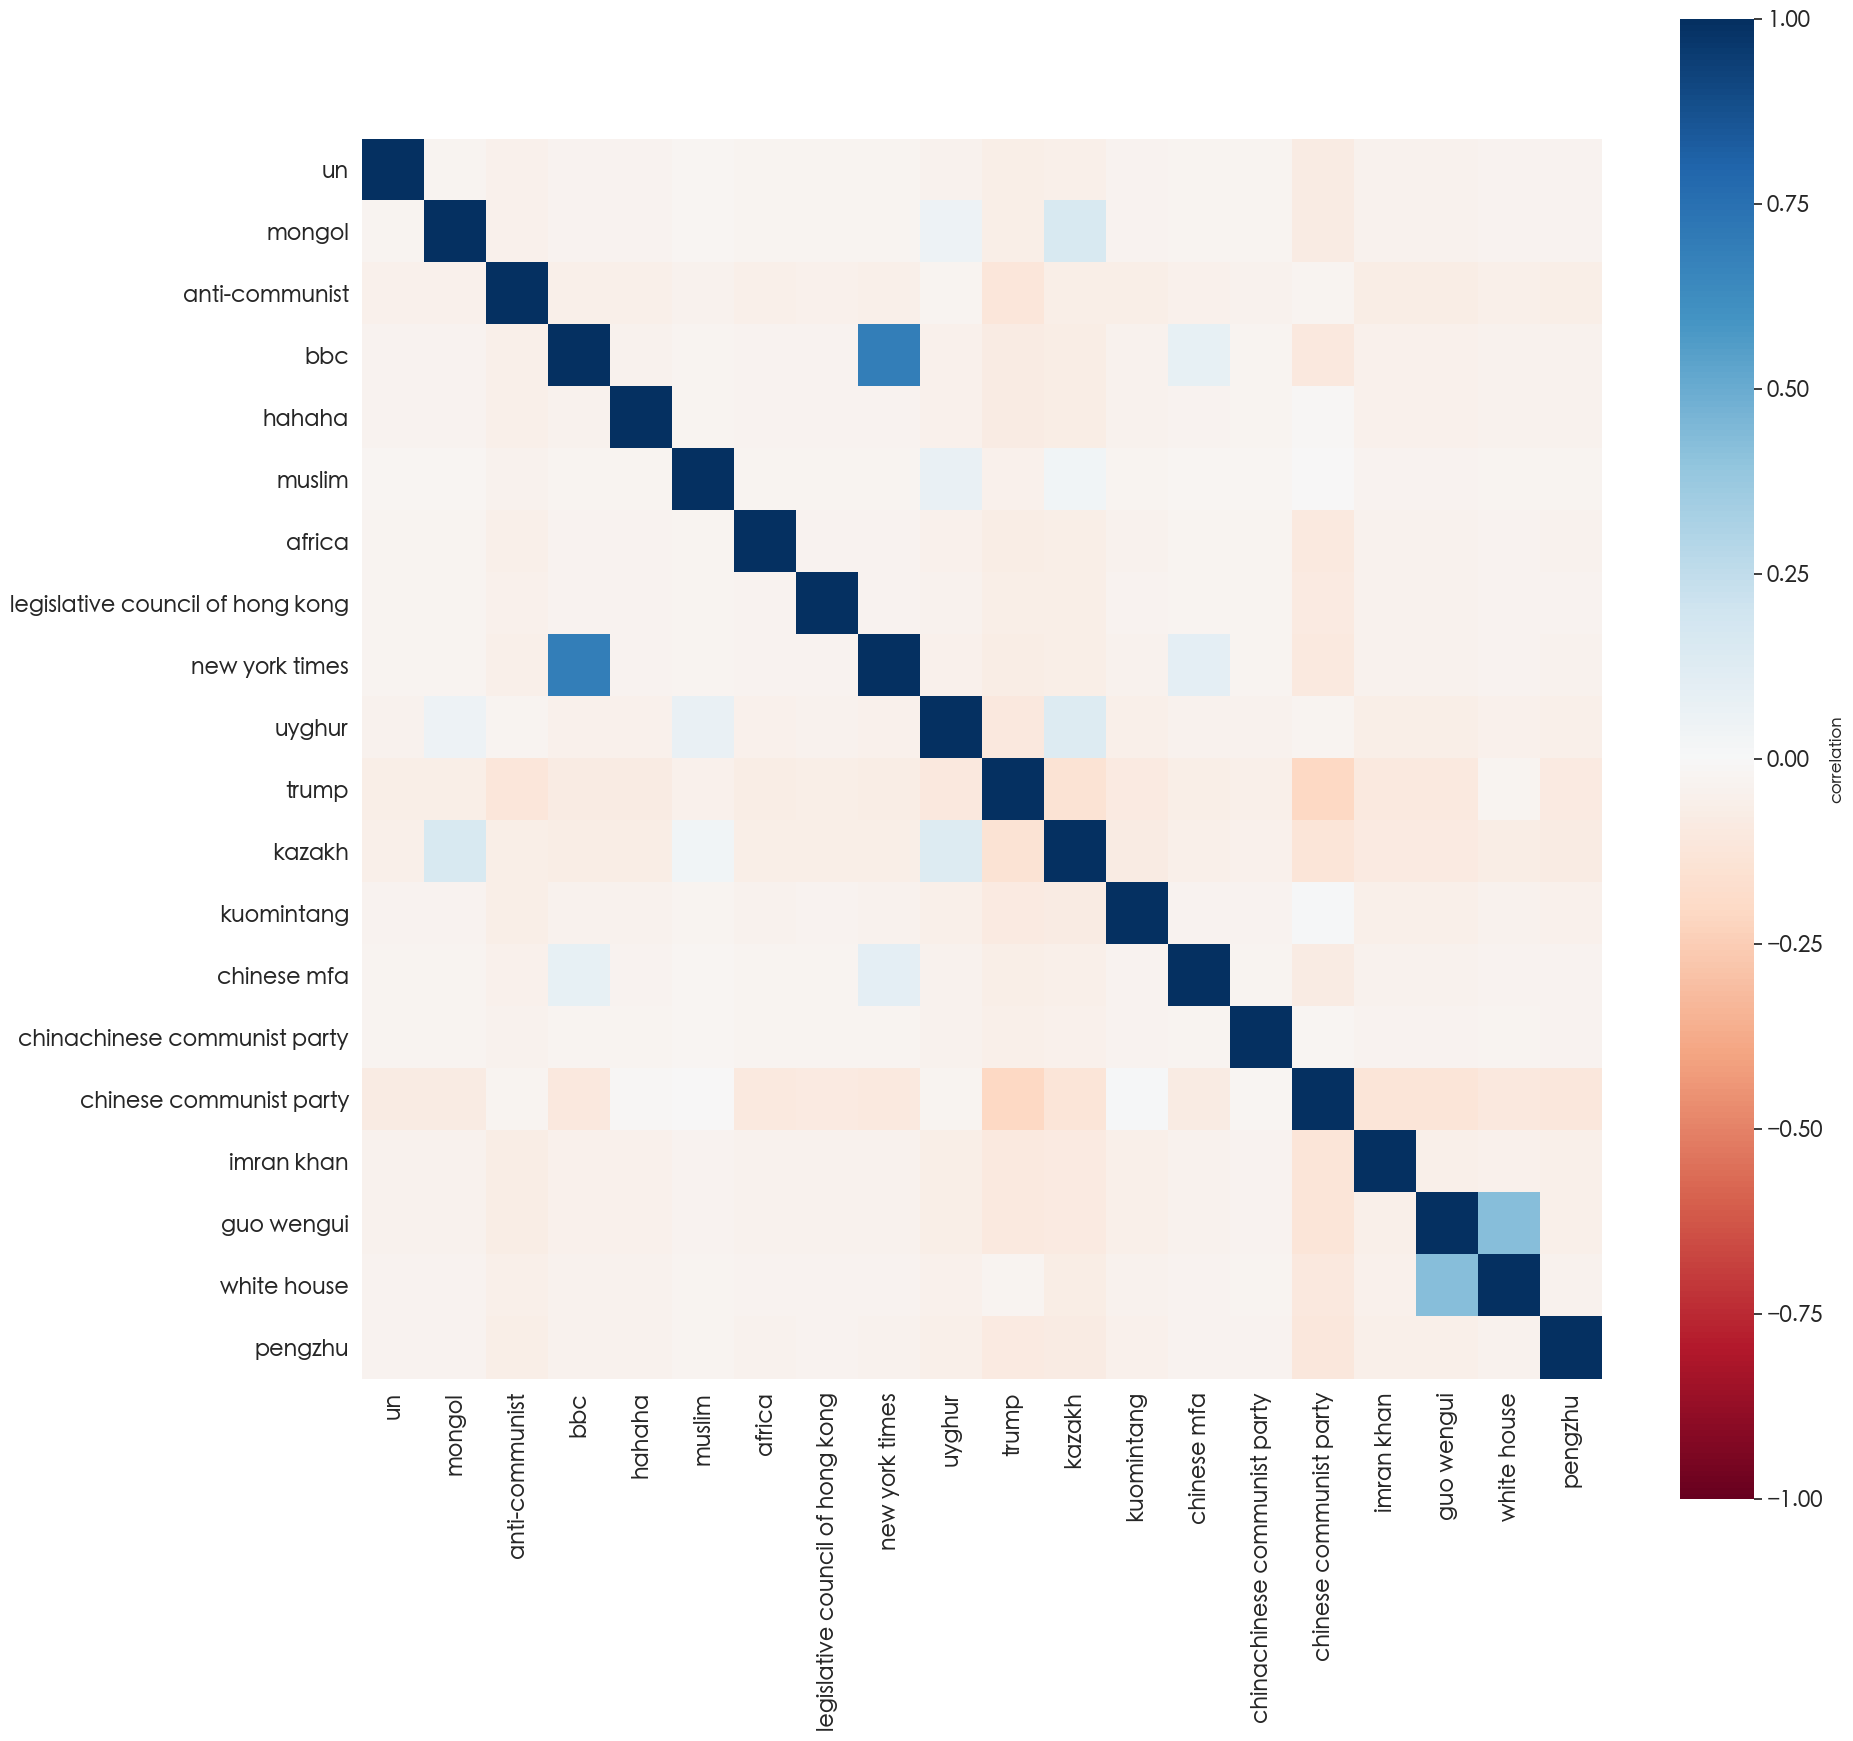 un
mongol
anti-communist
bbc
hahaha
muslim
africa
legislative council of hong kong
new york times
uyghur
trump
kazakh
kuomintang
chinese mfa
chinachinese communist party
chinese communist party
imran khan
guo wengui
white house
pengzhu
un
mongol
anti-communist
bbc
hahaha
muslim
africa
legislative council of hong kong
new york times
uyghur
trump
kazakh
kuomintang
chinese mfa
chinachinese communist party
chinese communist party
imran khan
guo wengui
white house
pengzhu
1.00
0.75
0.50
0.25
0.00
−0.25
−0.50
−0.75
−1.00
correlation